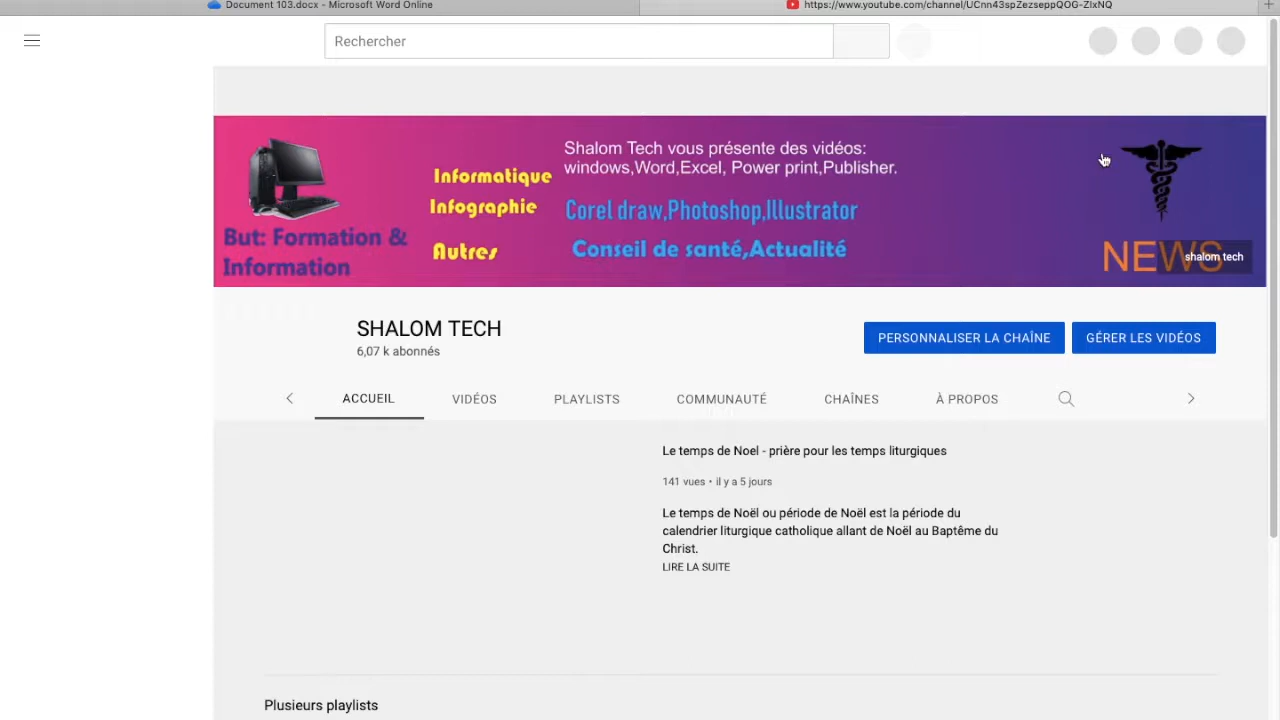 Document 103.docx - Microsoft Word Online
https://www.youtube.com/channel/UCnn43spZezseppQOG-ZIxNQ
Rechercher
Shalom Tech vous présente des vidéos:
windows,Word,Excel, Power print,Publisher.
Informatique
Infographie
Corel draw,Photoshop,Illustrator
But: Formation &
Information
Autres
Conseil de santé,Actualité
NEWS
shalom tech
SHALOM TECH
6,07 k abonnés
PERSONNALISER LA CHAÎNE
GÉRER LES VIDÉOS
ACCUEIL
VIDÉOS
PLAYLISTS
COMMUNAUTÉ
CHAÎNES
À PROPOS
Le temps de Noel - prière pour les temps liturgiques
141 vues • il y a 5 jours
Le temps de Noël ou période de Noël est la période du
calendrier liturgique catholique allant de Noël au Baptême du
Christ.
LIRE LA SUITE
Plusieurs playlists